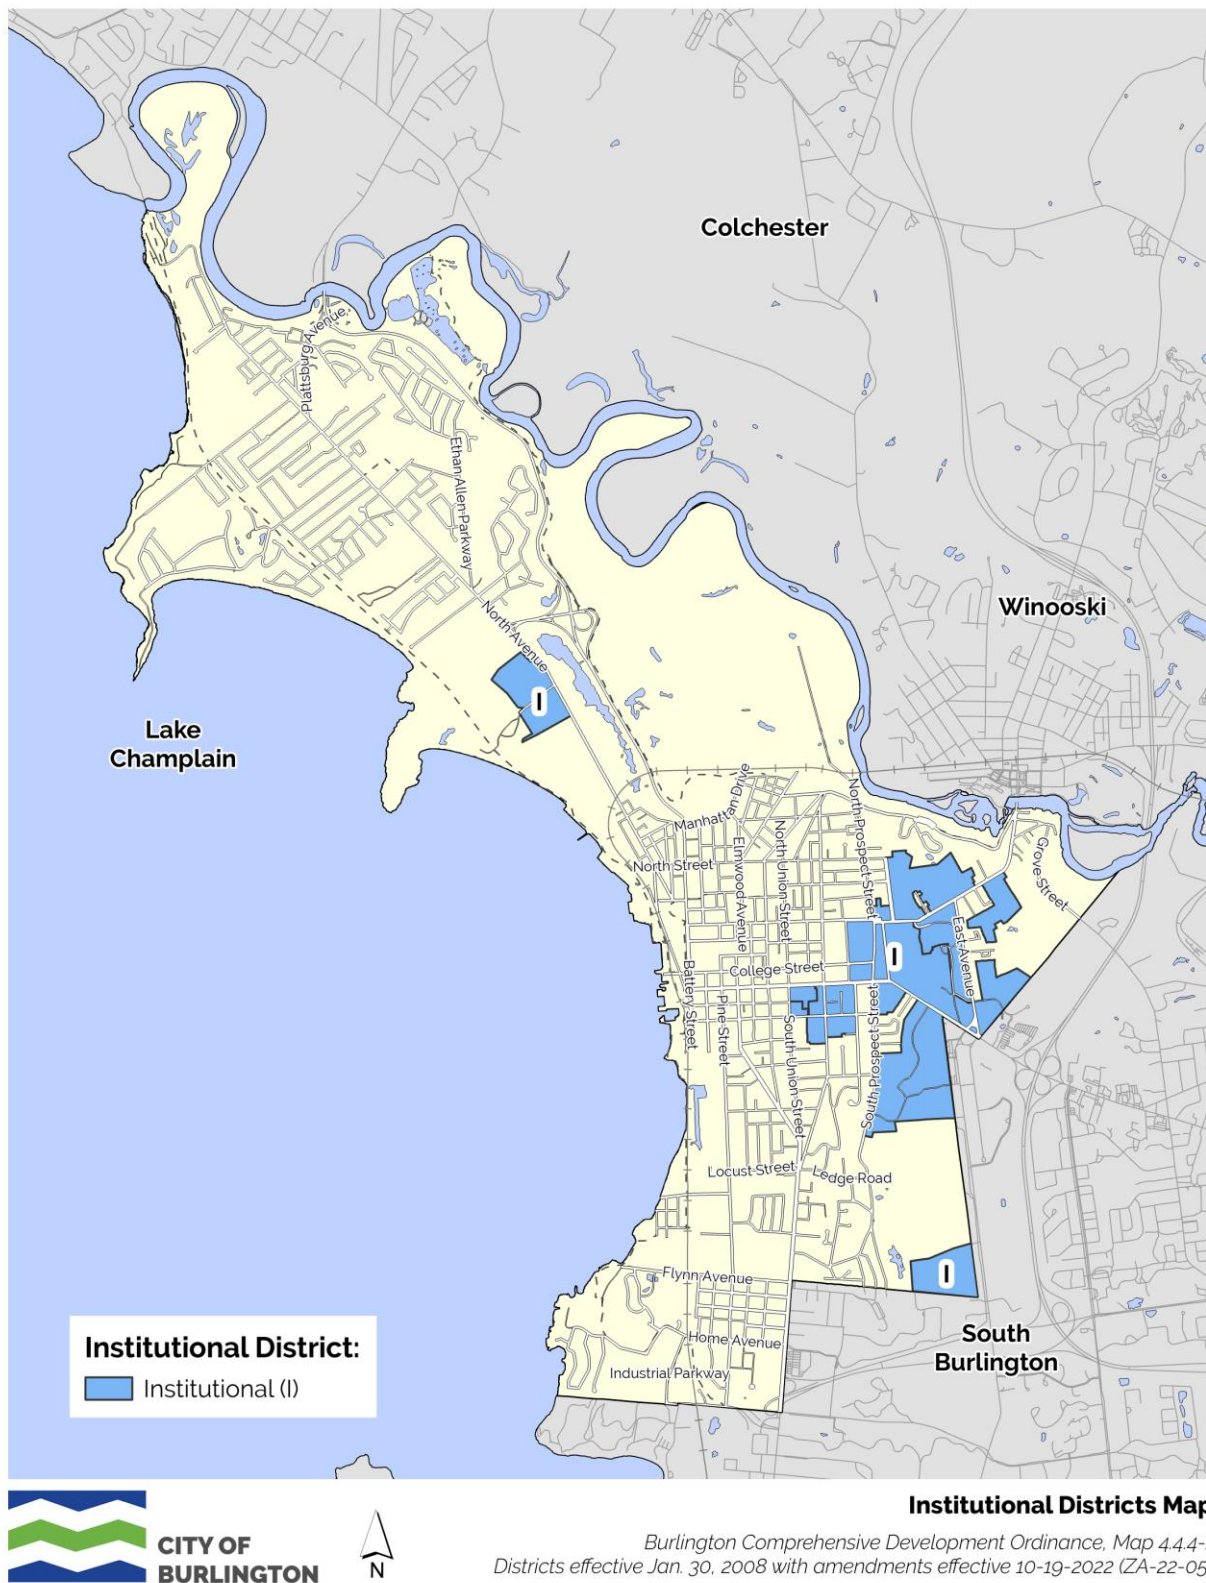 Colchester
Plattsburg Avenue
Ethan Allen Parkway
Winooski
North Avenue
I
Lake
Champlain
Manhattan Drive
North Prospect Street
Grove Street
North Street
Elmwood Avenue
North Union Street
East Avenue
I
College Street
Battery Street
Pine Street
South Union Street
South Prospect Street
Locust Street
Ledge Road
Flynn Avenue
I
Home Avenue
South
Burlington
Industrial Parkway
Institutional District:
Institutional (I)
CITY OF
BURLINGTON
N
Institutional Districts Map
Burlington Comprehensive Development Ordinance, Map 4.4.4-
Districts effective Jan. 30, 2008 with amendments effective 10-19-2022 (ZA-22-05